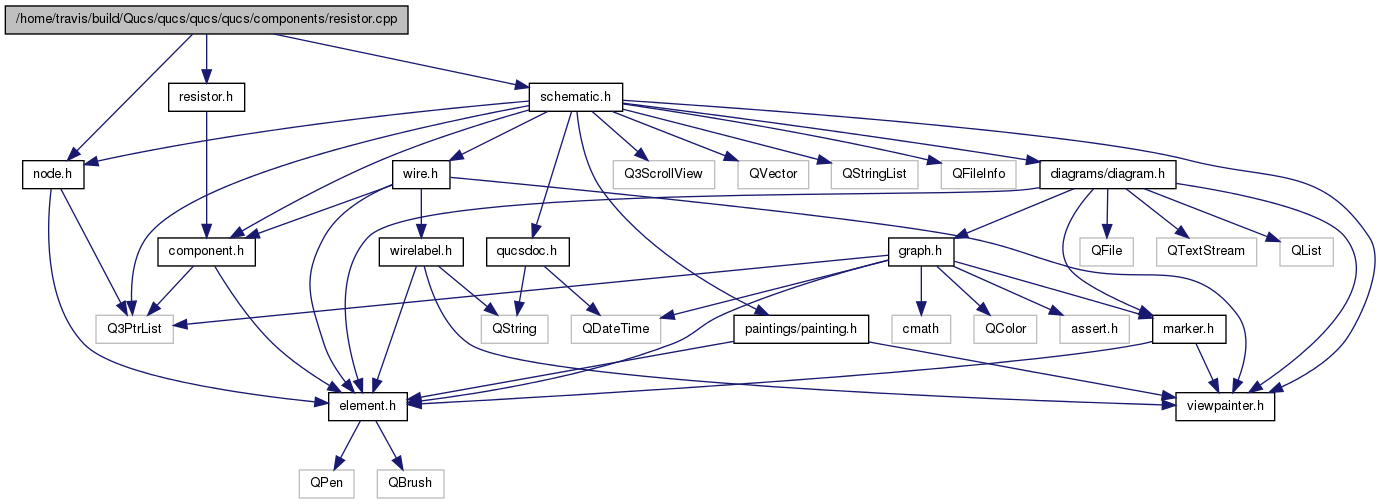 /home/travis/build/Qucs/qucs/qucs/qucs/components/resistor.cpp
resistor.h
schematic.h
node.h
wire.h
Q3ScrollView
QVector
QStringList
QFileInfo
diagrams/diagram.h
component.h
wirelabel.h
qucsdoc.h
graph.h
QFile
QTextStream
QList
Q3PtrList
QString
QDateTime
paintings/painting.h
cmath
QColor
assert.h
marker.h
element.h
viewpainter.h
QPen
QBrush